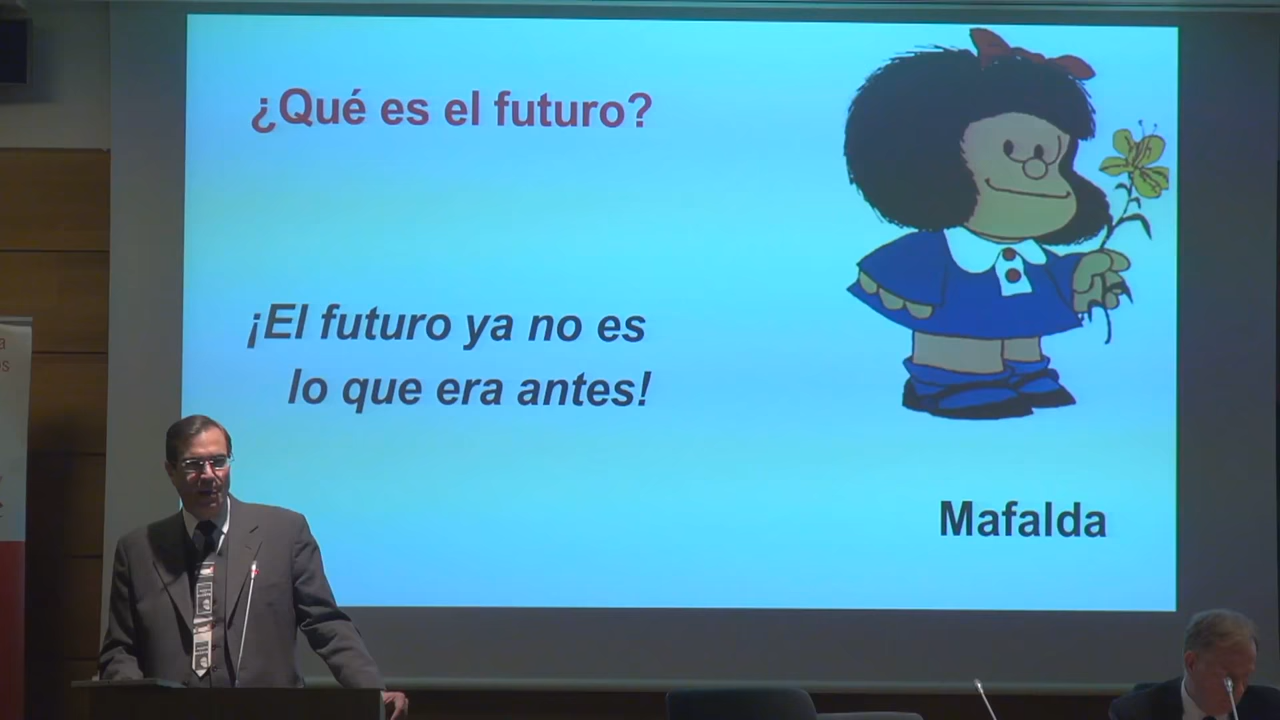 ¿Qué es el futuro?
¡El futuro ya no es
lo que era antes!
Mafalda